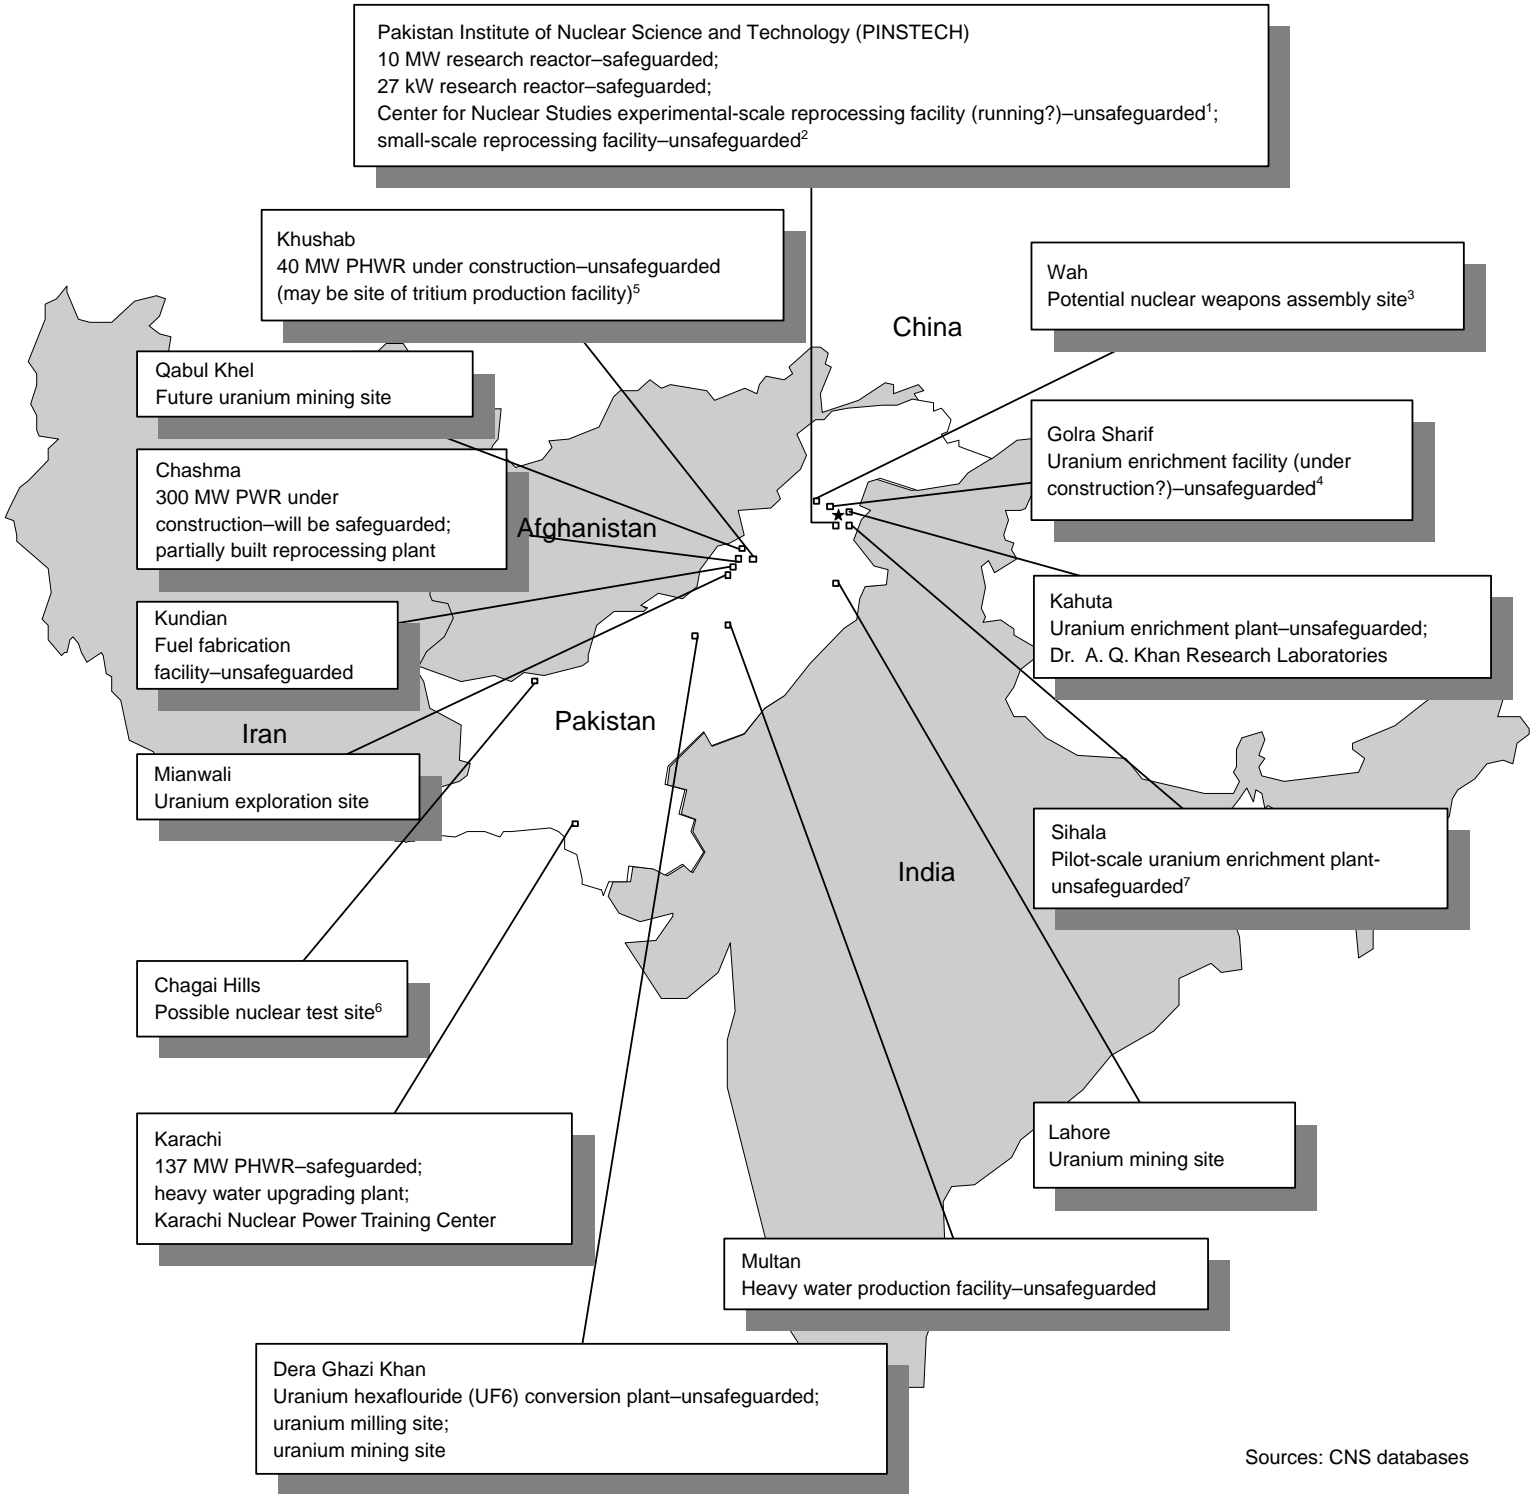 Pakistan Institute of Nuclear Science and Technology (PINSTECH)
10 MW research reactor–safeguarded;
27 kW research reactor–safeguarded;
Center for Nuclear Studies experimental-scale reprocessing facility (running?)–unsafeguarded¹;
small-scale reprocessing facility–unsafeguarded²
Khushab
40 MW PHWR under construction–unsafeguarded
(may be site of tritium production facility)⁵
Wah
Potential nuclear weapons assembly site³
China
Qabul Khel
Future uranium mining site
Golra Sharif
Uranium enrichment facility (under
construction?)–unsafeguarded⁴
Chashma
300 MW PWR under
construction–will be safeguarded;
partially built reprocessing plant
Afghanistan
Kahuta
Uranium enrichment plant–unsafeguarded;
Dr. A. Q. Khan Research Laboratories
Kundian
Fuel fabrication
facility–unsafeguarded
Pakistan
Iran
Mianwali
Uranium exploration site
Sihala
Pilot-scale uranium enrichment plant-
unsafeguarded⁷
India
Chagai Hills
Possible nuclear test site⁶
Karachi
137 MW PHWR–safeguarded;
heavy water upgrading plant;
Karachi Nuclear Power Training Center
Lahore
Uranium mining site
Multan
Heavy water production facility–unsafeguarded
Dera Ghazi Khan
Uranium hexaflouride (UF6) conversion plant–unsafeguarded;
uranium milling site;
uranium mining site
Sources: CNS databases